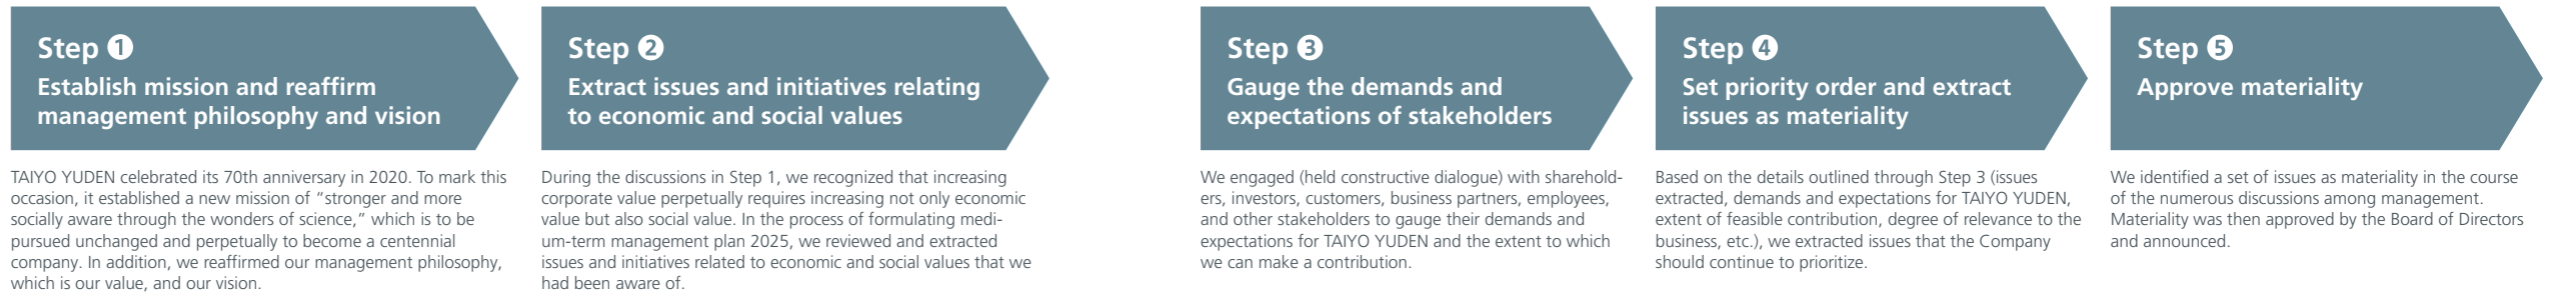 Step 1
Establish mission and reaffirm
management philosophy and vision
TAIYO YUDEN celebrated its 70th anniversary in 2020. To mark this
occasion, it established a new mission of “stronger and more
socially aware through the wonders of science,” which is to be
pursued unchanged and perpetually to become a centennial
company. In addition, we reaffirmed our management philosophy,
which is our value, and our vision.
Step 2
Extract issues and initiatives relating
to economic and social values
During the discussions in Step 1, we recognized that increasing
corporate value perpetually requires increasing not only economic
value but also social value. In the process of formulating medi-
um-term management plan 2025, we reviewed and extracted
issues and initiatives related to economic and social values that we
had been aware of.
Step 3
Gauge the demands and
expectations of stakeholders
We engaged (held constructive dialogue) with sharehold-
ers, investors, customers, business partners, employees,
and other stakeholders to gauge their demands and
expectations for TAIYO YUDEN and the extent to which
we can make a contribution.
Step 4
Set priority order and extract
issues as materiality
Based on the details outlined through Step 3 (issues
extracted, demands and expectations for TAIYO YUDEN,
extent of feasible contribution, degree of relevance to the
business, etc.), we extracted issues that the Company
should continue to prioritize.
Step 5
Approve materiality
We identified a set of issues as materiality in the course
of the numerous discussions among management.
Materiality was then approved by the Board of Directors
and announced.